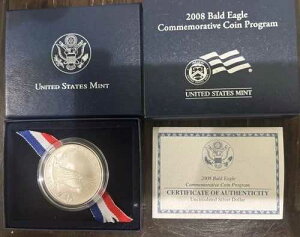 UNITED STATES MINT
2008 Bald Eagle
Commemorative Coin Program
UNITED STATES MINT
2008 Bald Eagle
Commemorative Coin Program
CERTIFICATE OF AUTHENTICITY
Uncirculated Silver Dollar